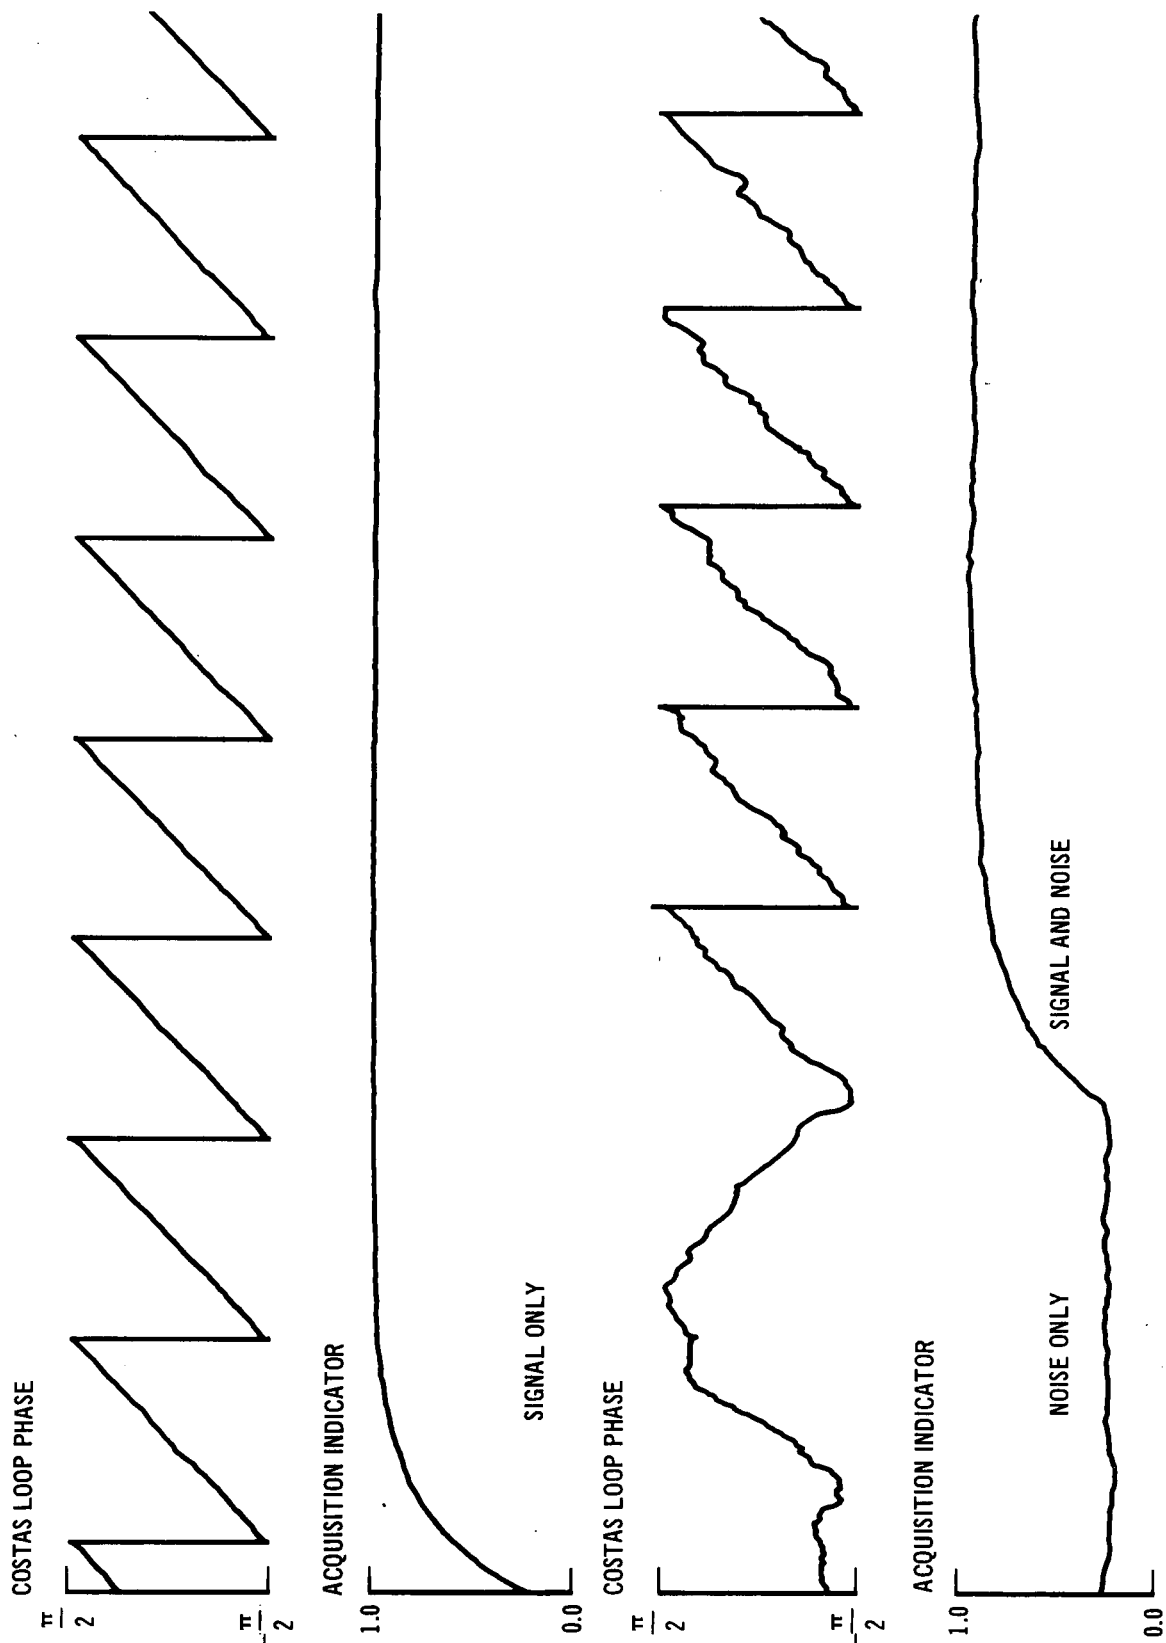 COSTAS LOOP PHASE
π
2
π
2
ACQUISITION INDICATOR
1.0
0.0
SIGNAL ONLY
COSTAS LOOP PHASE
π
2
−π
2
ACQUISITION INDICATOR
1.0
0.0
NOISE ONLY
SIGNAL AND NOISE